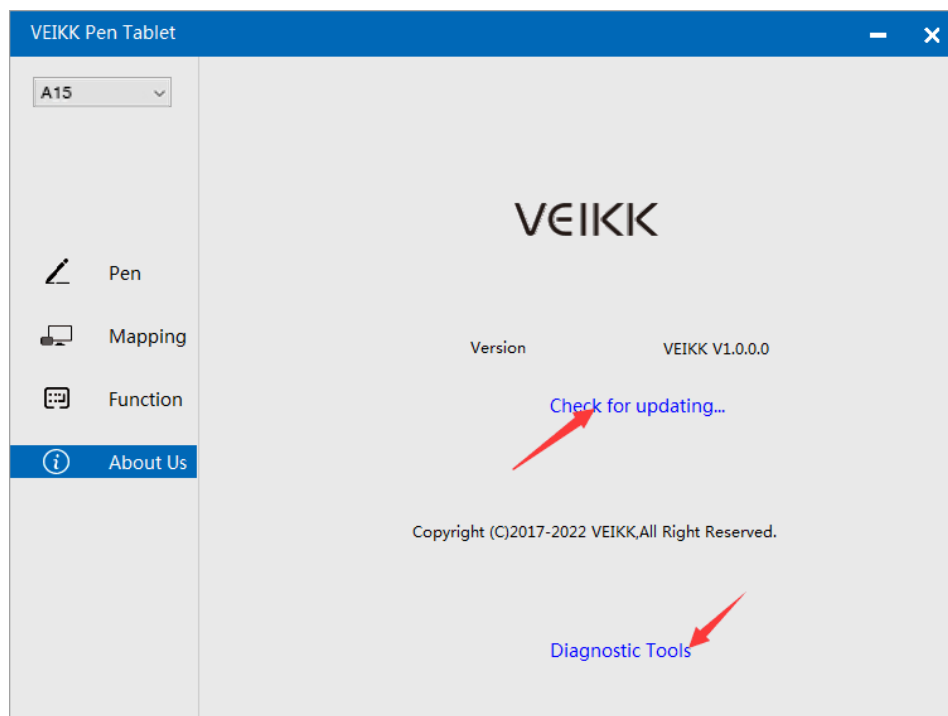 VEIKK Pen Tablet
A15
Pen
Mapping
Function
About Us
VEIKK
Version VEIKK V1.0.0.0
Check for updating...
Copyright (C)2017-2022 VEIKK,All Right Reserved.
Diagnostic Tools